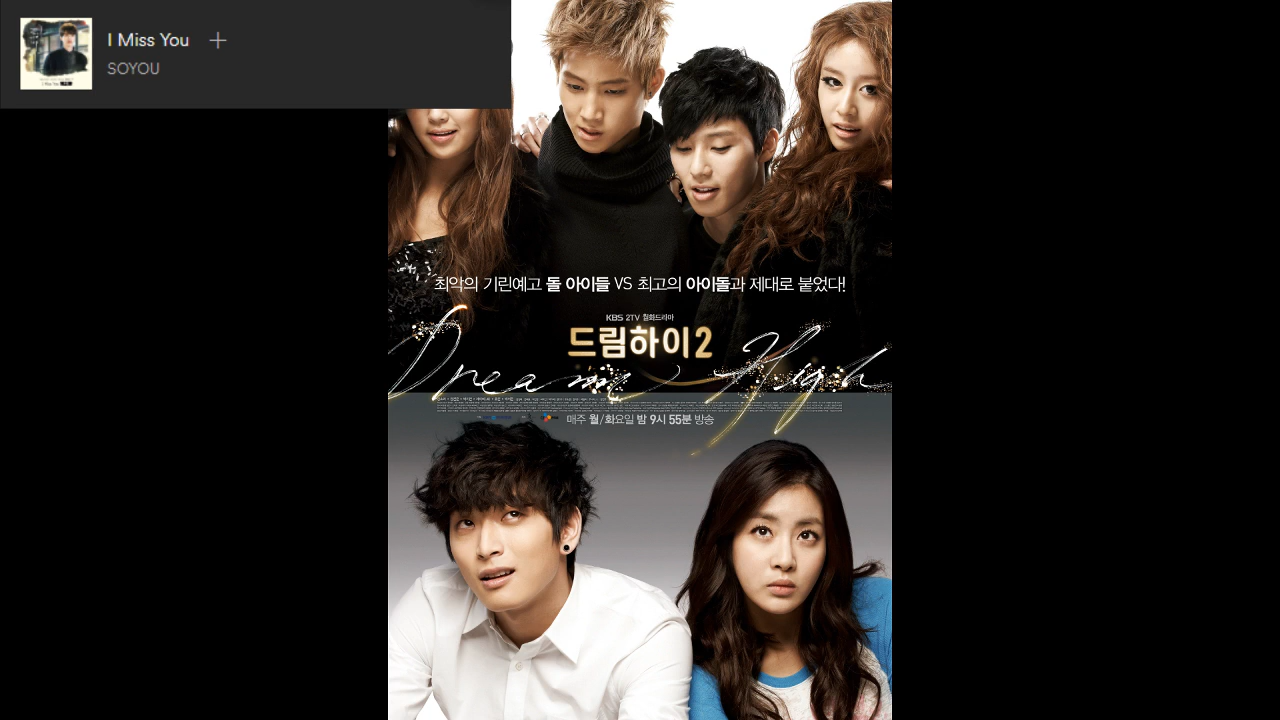 I Miss You
SOYOU
최악의 기린예고 돌 아이들 VS 최고의 아이돌과 제대로 붙었다!
KBS 2TV 월화드라마
드림하이2
Dream High
매주 월/화요일 밤 9시 55분 방송